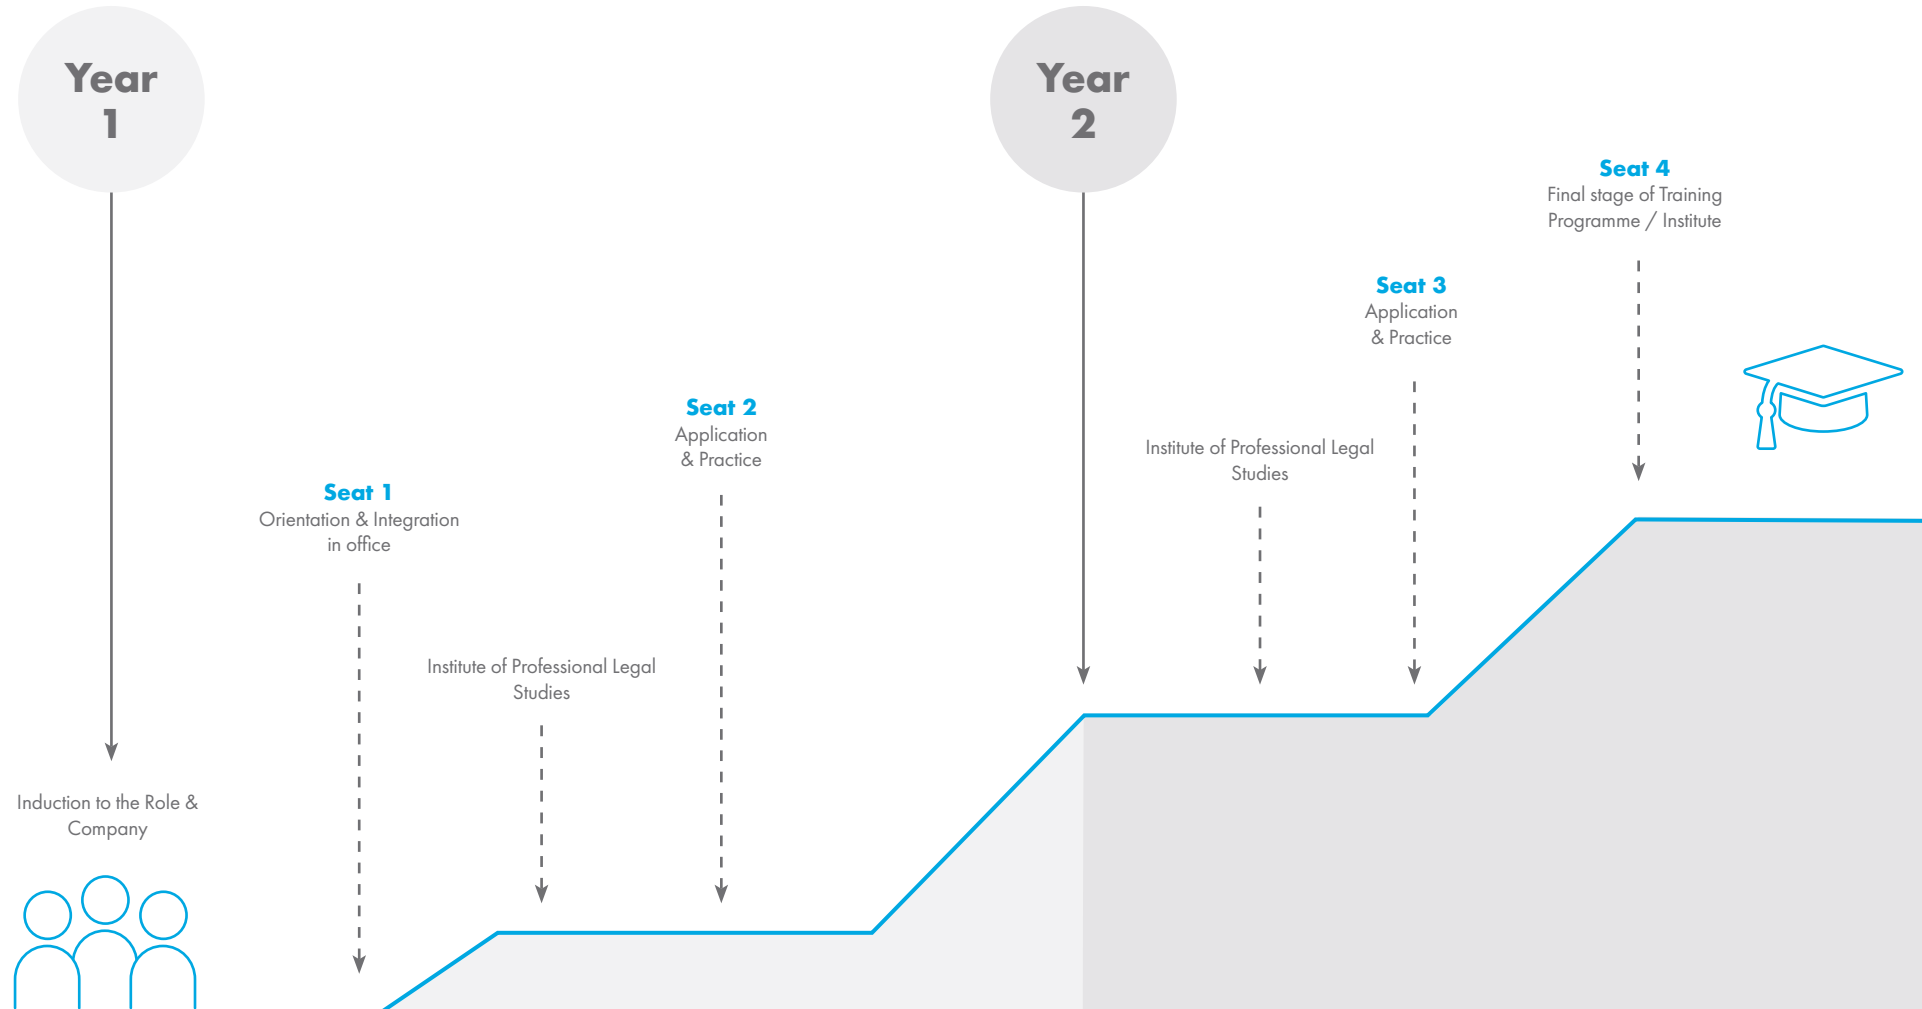 Year
1
Induction to the Role &
Company
Seat 1
Orientation & Integration
in office
Institute of Professional Legal
Studies
Seat 2
Application
& Practice
Year
2
Institute of Professional Legal
Studies
Seat 3
Application
& Practice
Seat 4
Final stage of Training
Programme / Institute